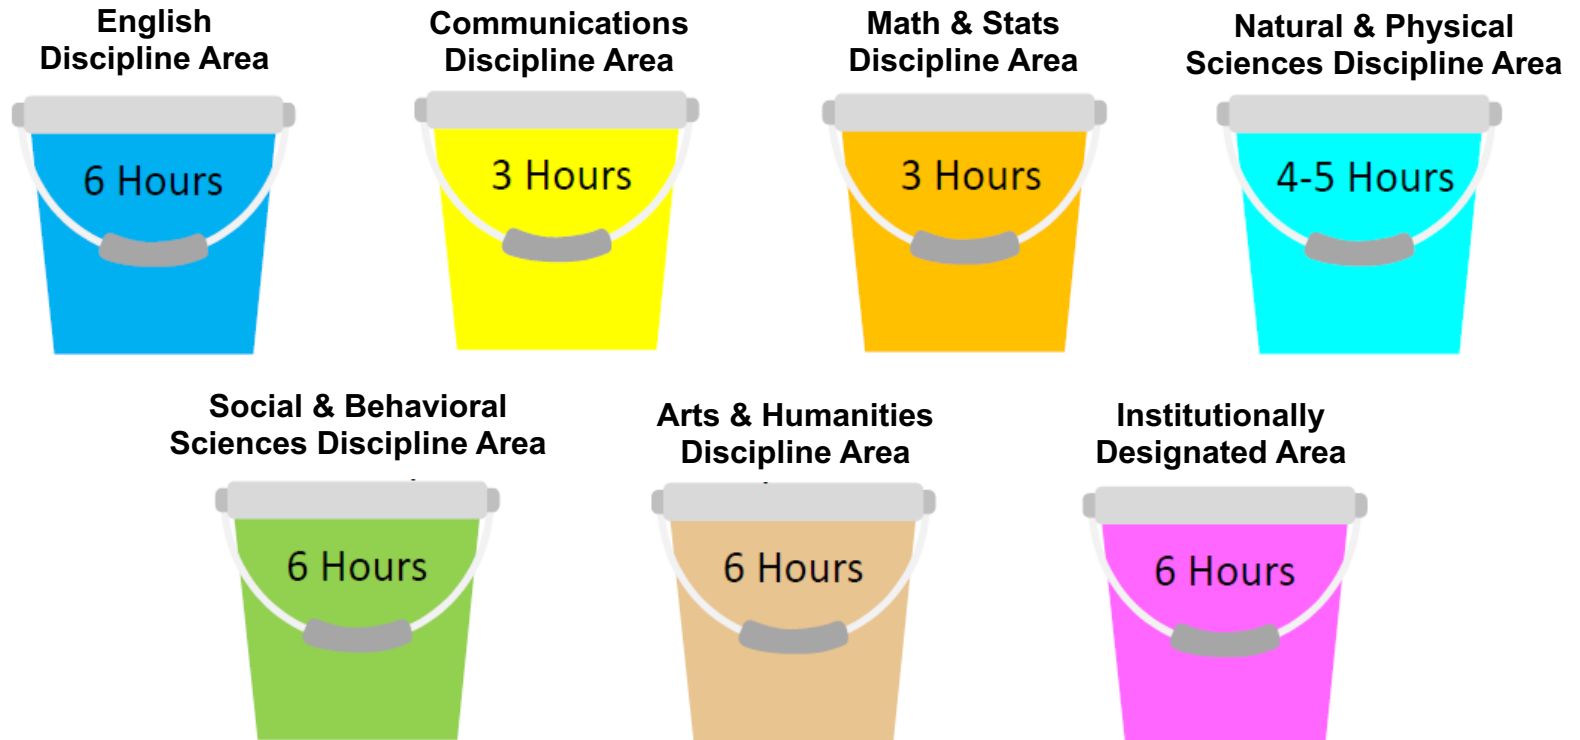 English
Discipline Area
Communications
Discipline Area
Math & Stats
Discipline Area
Natural & Physical
Sciences Discipline Area
6 Hours
3 Hours
3 Hours
4-5 Hours
Social & Behavioral
Sciences Discipline Area
Arts & Humanities
Discipline Area
Institutionally
Designated Area
6 Hours
6 Hours
6 Hours